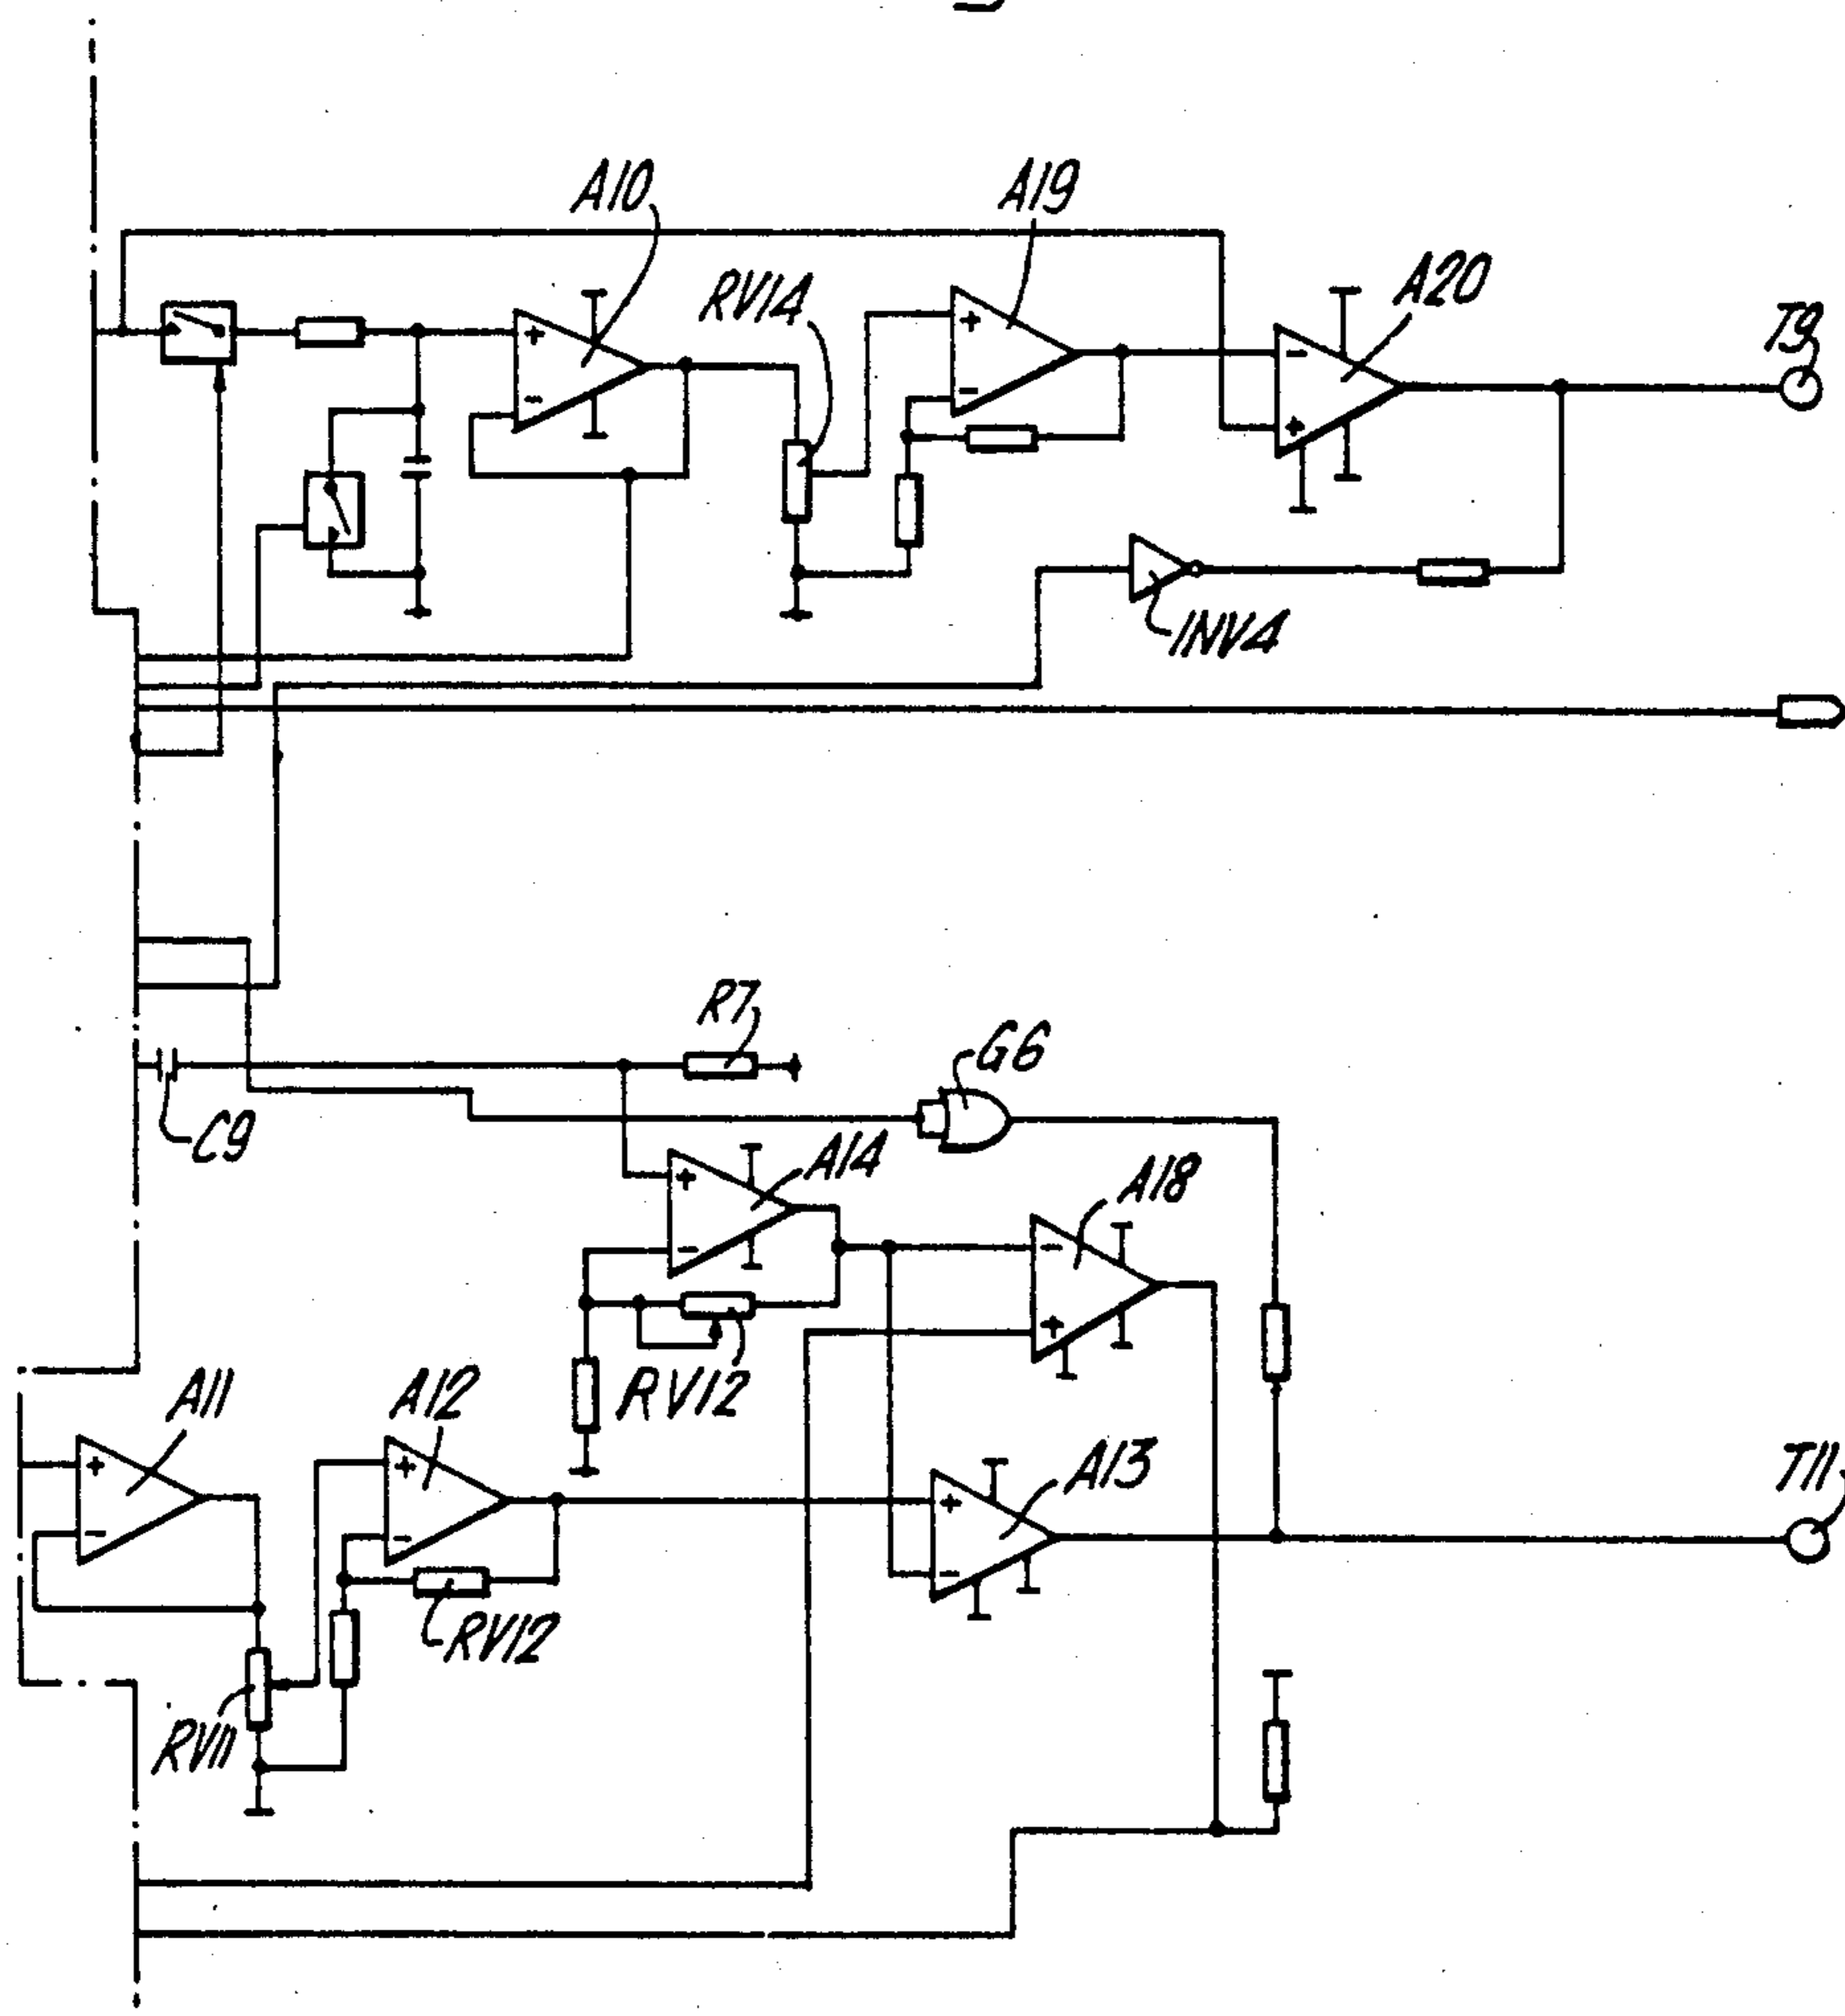 A10
A19
RV14
A20
T9
+
+
-
-
-
+
INV4
R7
G6
C9
A14
A18
+
-
-
+
RV12
A11
A12
A13
T11
+
+
+
-
-
-
RV12
RV11